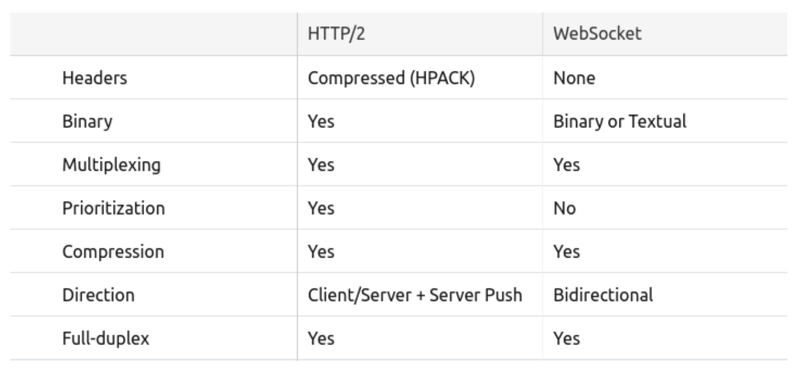 HTTP/2 WebSocket
Headers Compressed (HPACK) None
Binary Yes Binary or Textual
Multiplexing Yes Yes
Prioritization Yes No
Compression Yes Yes
Direction Client/Server + Server Push Bidirectional
Full-duplex Yes Yes